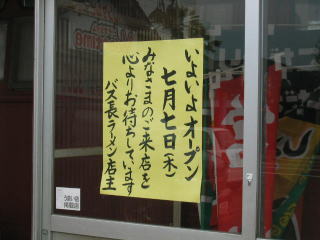 いよいよオープン
七月七日(木)
みなさまのご来店を
心よりお待ちしています
バス長ラーメン店主